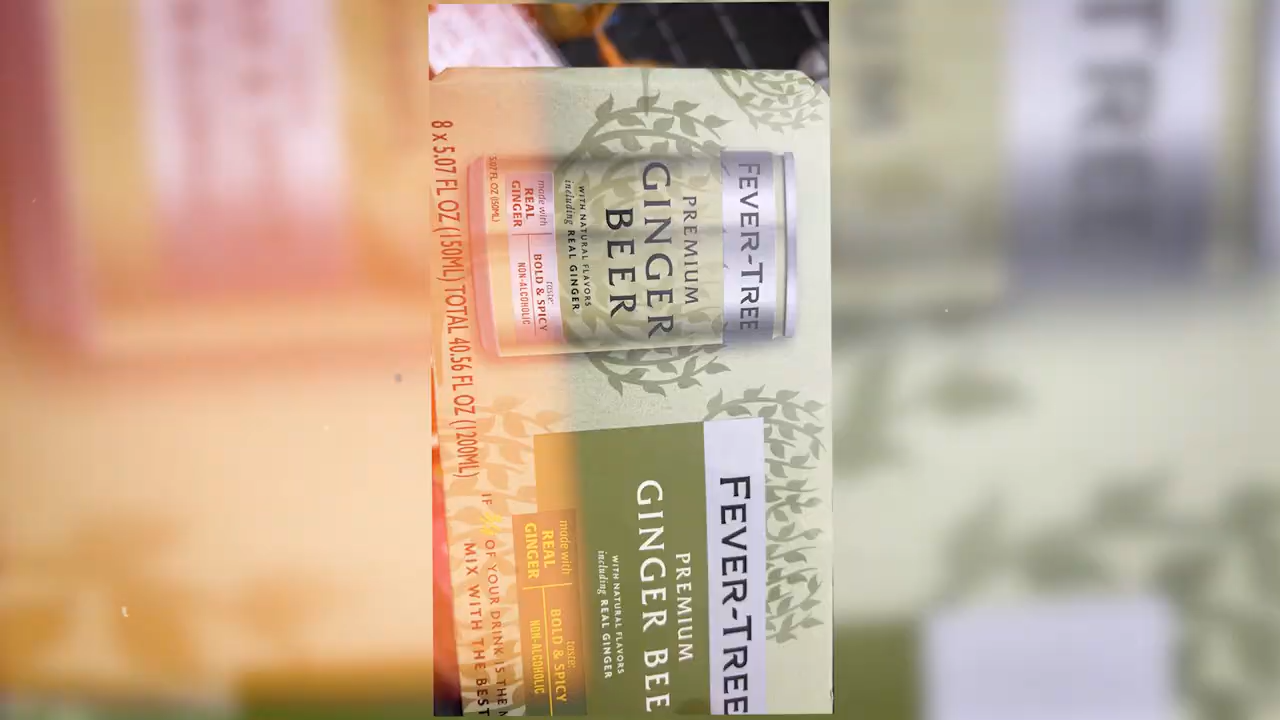 FEVER-TREE
PREMIUM
GINGER
BEER
WITH NATURAL FLAVORS
including REAL GINGER
made with
REAL
GINGER
taste:
BOLD & SPICY
NON-ALCOHOLIC
5.07 FL OZ (150ML)
8 x 5.07 FL OZ (150ML) TOTAL 40.56 FL OZ (1200ML)
FEVER-TREE
PREMIUM
GINGER BEE
WITH NATURAL FLAVORS
including REAL GINGER
made with
REAL
GINGER
taste:
BOLD & SPICY
NON-ALCOHOLIC
IF ¾ OF YOUR DRINK IS THE
MIX WITH THE BEST